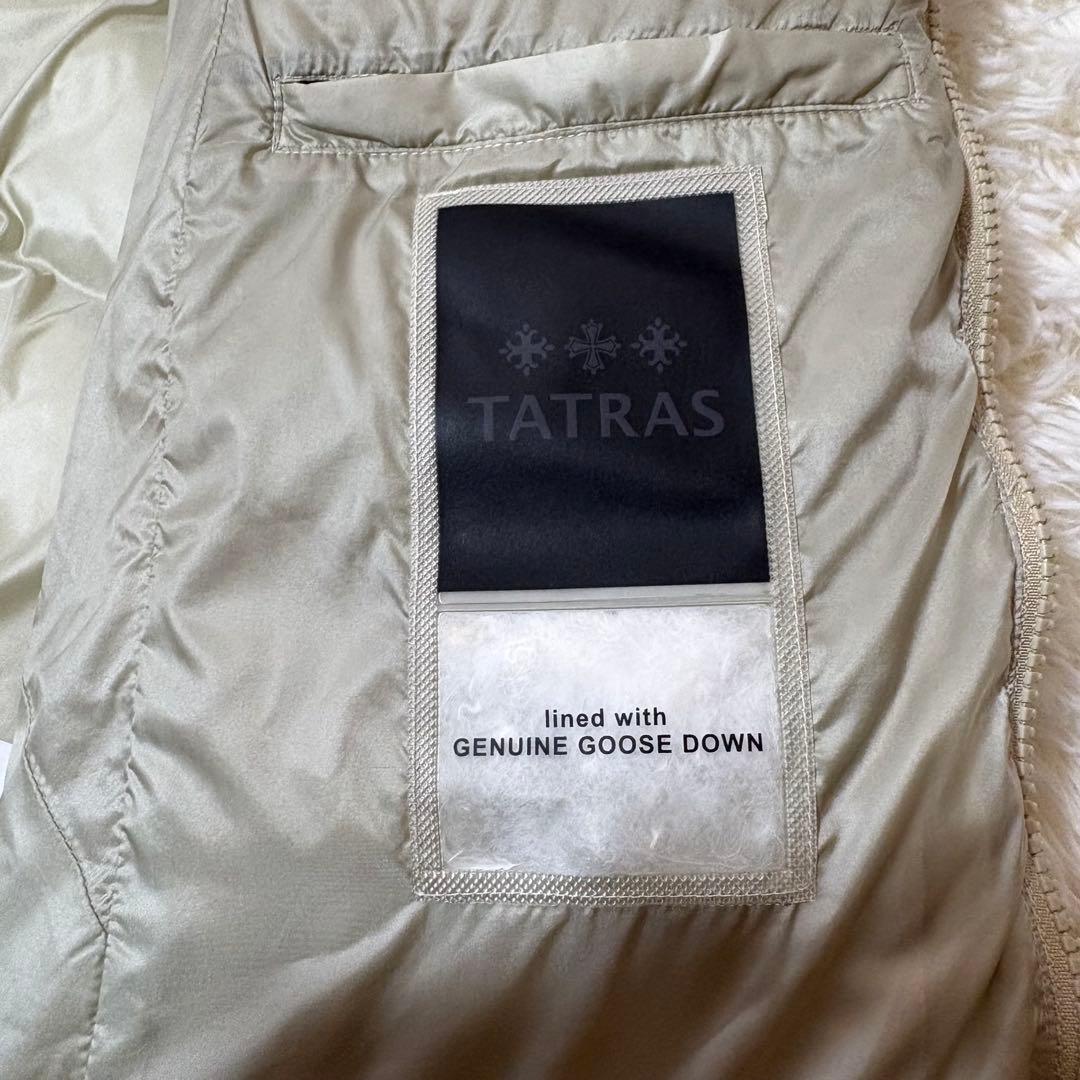 TATRAS
lined with
GENUINE GOOSE DOWN